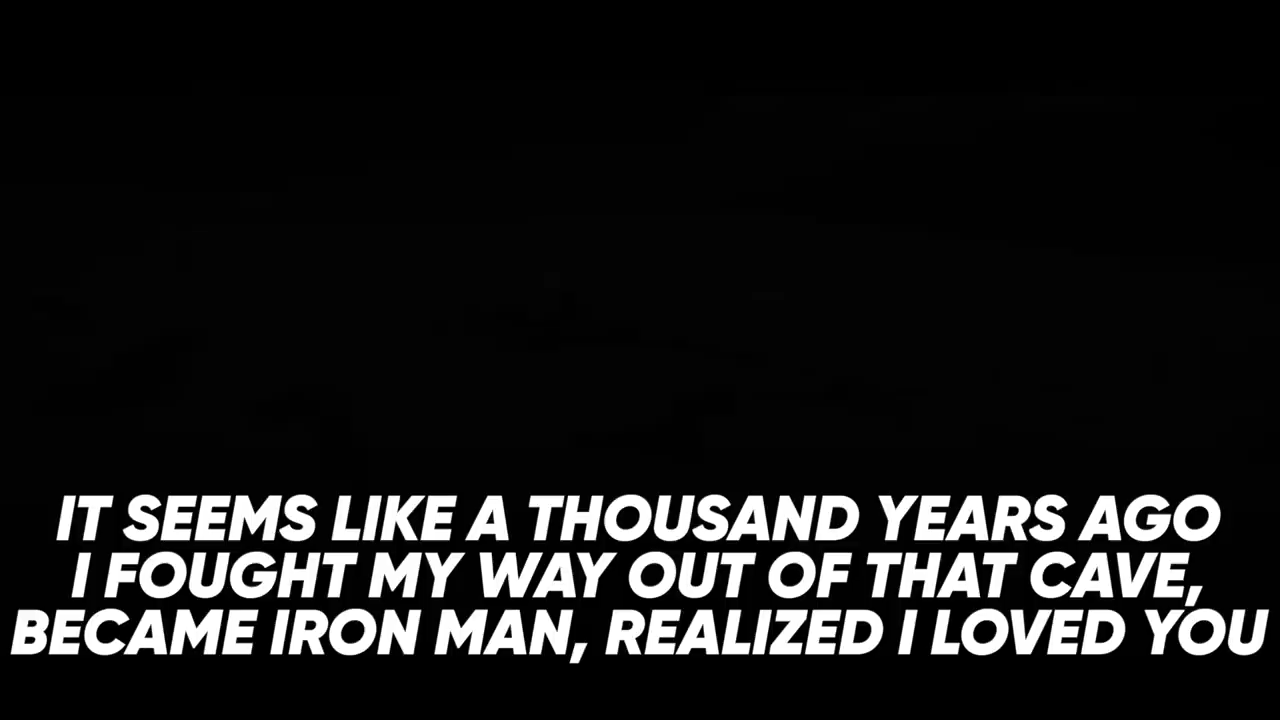 IT SEEMS LIKE A THOUSAND YEARS AGO
I FOUGHT MY WAY OUT OF THAT CAVE,
BECAME IRON MAN, REALIZED I LOVED YOU